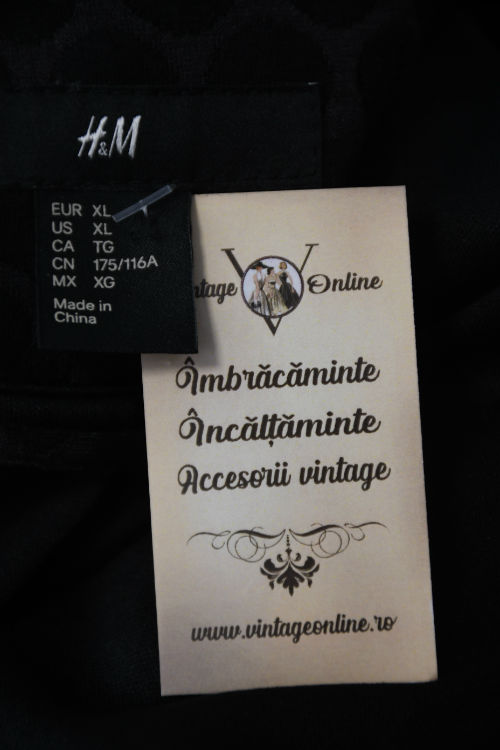 H&M
EUR XL
US XL
CA TG
CN 175/116A
MX XG
Made in
China
Online
Îmbrăcăminte
Încălțăminte
Accesorii vintage
www.vintageonline.ro